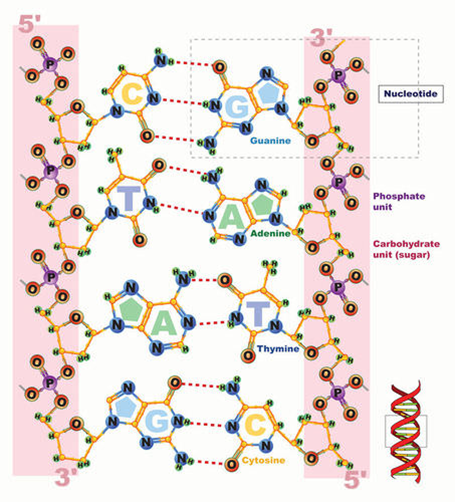 5'
3'
C
G
Nucleotide
Guanine
T
A
Phosphate
unit
Adenine
Carbohydrate
unit (sugar)
A
T
Thymine
G
C
Cytosine
3'
5'